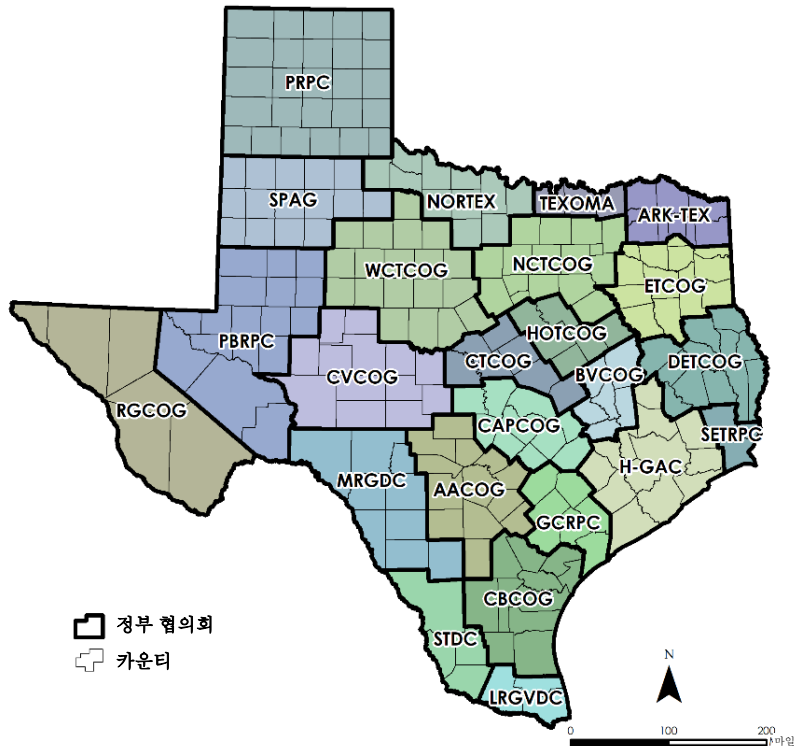 PRPC
SPAG
NORTEX
TEXOMA
ARK-TEX
WCTCOG
NCTCOG
ETCOG
PBRPC
HOTCOG
CTCOG
BVCOG
DETCOG
CVCOG
RGCOG
CAPCOG
SETRPC
H-GAC
MRGDC
AACOG
GCRPC
CBCOG
STDC
LRGVDC
정부 협의회
카운티
N
0 100 200
마일